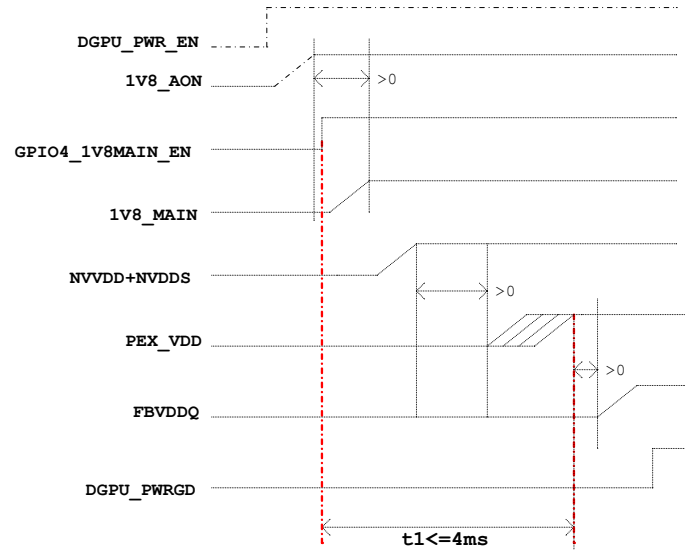 DGPU_PWR_EN
1V8_AON
>0
GPIO4_1V8MAIN_EN
1V8_MAIN
NVVDD+NVDDS
>0
PEX_VDD
>0
FBVDDQ
DGPU_PWRGD
t1<=4ms